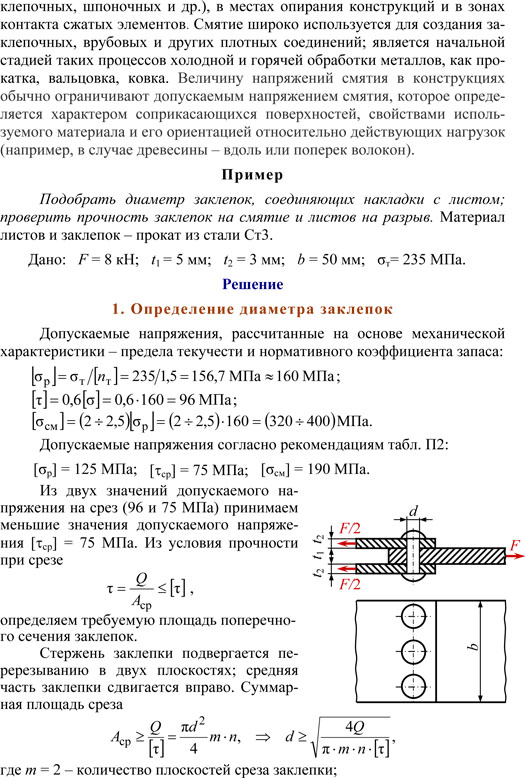 клепочных, шпоночных и др.), в местах опирания конструкций и в зонах
контакта сжатых элементов. Смятие широко используется для создания за-
клепочных, врубовых и других плотных соединений; является начальной
стадией таких процессов холодной и горячей обработки металлов, как про-
катка, вальцовка, ковка. Величину напряжений смятия в конструкциях
обычно ограничивают допускаемым напряжением смятия, которое опреде-
ляется характером соприкасающихся поверхностей, свойствами исполь-
зуемого материала и его ориентацией относительно действующих нагрузок
(например, в случае древесины – вдоль или поперек волокон).
Пример
Подобрать диаметр заклепок, соединяющих накладки с листом;
проверить прочность заклепок на смятие и листов на разрыв. Материал
листов и заклепок – прокат из стали Ст3.
Дано: F = 8 кН; t₁ = 5 мм; t₂ = 3 мм; b = 50 мм; σт= 235 МПа.
Решение
1. Определение диаметра заклепок
Допускаемые напряжения, рассчитанные на основе механической
характеристики – предела текучести и нормативного коэффициента запаса:
[σр] = σт/[nт] = 235/1,5 = 156,7 МПа ≈ 160 МПа;
[τ] = 0,6[σ] = 0,6·160 = 96 МПа;
[σсм] = (2 ÷ 2,5)[σр] = (2 ÷ 2,5)·160 = (320 ÷ 400)МПа.
Допускаемые напряжения согласно рекомендациям табл. П2:
[σр] = 125 МПа; [τср] = 75 МПа; [σсм] = 190 МПа.
Из двух значений допускаемого на-
пряжения на срез (96 и 75 МПа) принимаем
меньшие значения допускаемого напряже-
ния [τср] = 75 МПа. Из условия прочности
при срезе
τ = Q/Aср ≤ [τ],
определяем требуемую площадь поперечно-
го сечения заклепок.
Стержень заклепки подвергается пе-
ререзыванию в двух плоскостях; средняя
часть заклепки сдвигается вправо. Суммар-
ная площадь среза
d
F/2
F
F/2
t₂
t₁
t₂
b
Aср ≥ Q/[τ] = πd²/4 m·n, ⇒ d ≥ √(4Q/(π·m·n·[τ])),
где m = 2 – количество плоскостей среза заклепки;